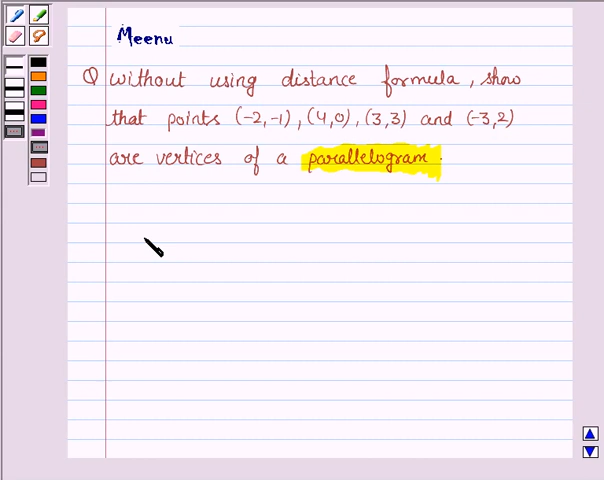 Meenu
Q Without using distance formula, show
that points (-2,-1), (4,0), (3,3) and (-3,2)
are vertices of a parallelogram.